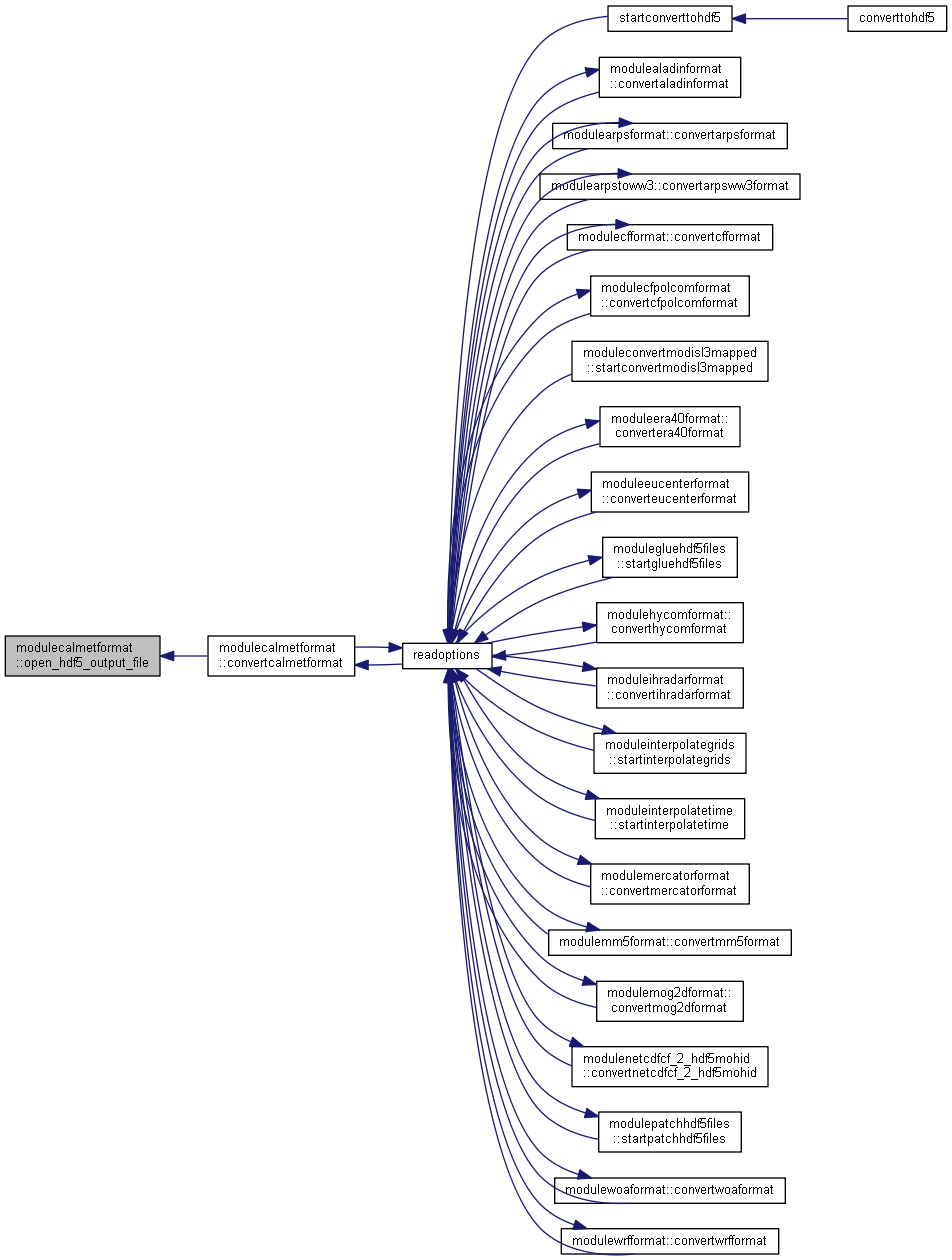 startconverttohdf5
converttohdf5
modulealadinformat
::convertaladinformat
modulearpsformat::convertarpsformat
modulearpstoww3::convertarpsww3format
modulecfformat::convertcfformat
modulecfpolcomformat
::convertcfpolcomformat
moduleconvertmodisl3mapped
::startconvertmodisl3mapped
moduleera40format::
convertera40format
moduleeucenterformat
::converteucenterformat
modulegluehdf5files
::startgluehdf5files
modulehycomformat::
converthycomformat
modulecalmetformat
::open_hdf5_output_file
modulecalmetformat
::convertcalmetformat
readoptions
moduleihradarformat
::convertihradarformat
moduleinterpolategrids
::startinterpolategrids
moduleinterpolatetime
::startinterpolatetime
modulemercatorformat
::convertmercatorformat
modulemm5format::convertmm5format
modulemog2dformat::
convertmog2dformat
modulenetcdfcf_2_hdf5mohid
::convertnetcdfcf_2_hdf5mohid
modulepatchhdf5files
::startpatchhdf5files
modulewoaformat::convertwoaformat
modulewrfformat::convertwrfformat